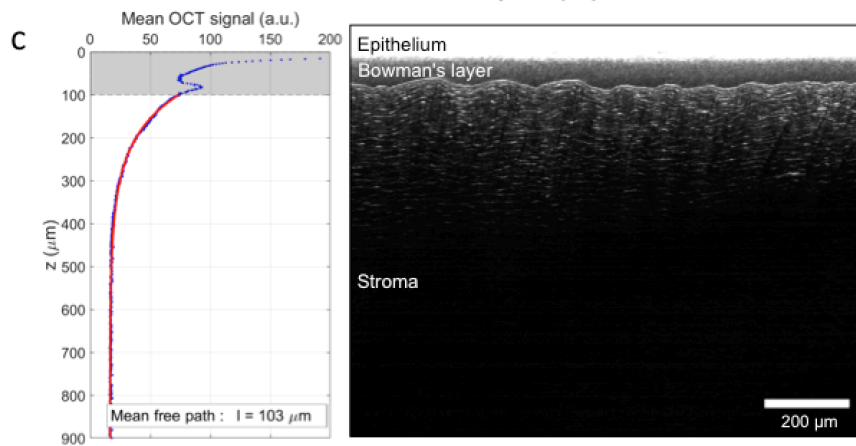 C
Mean OCT signal (a.u.)
0 50 100 150 200
0
100
200
300
400
500
600
700
800
900
z (μm)
Mean free path : l = 103 μm
Epithelium
Bowman's layer
Stroma
200 μm